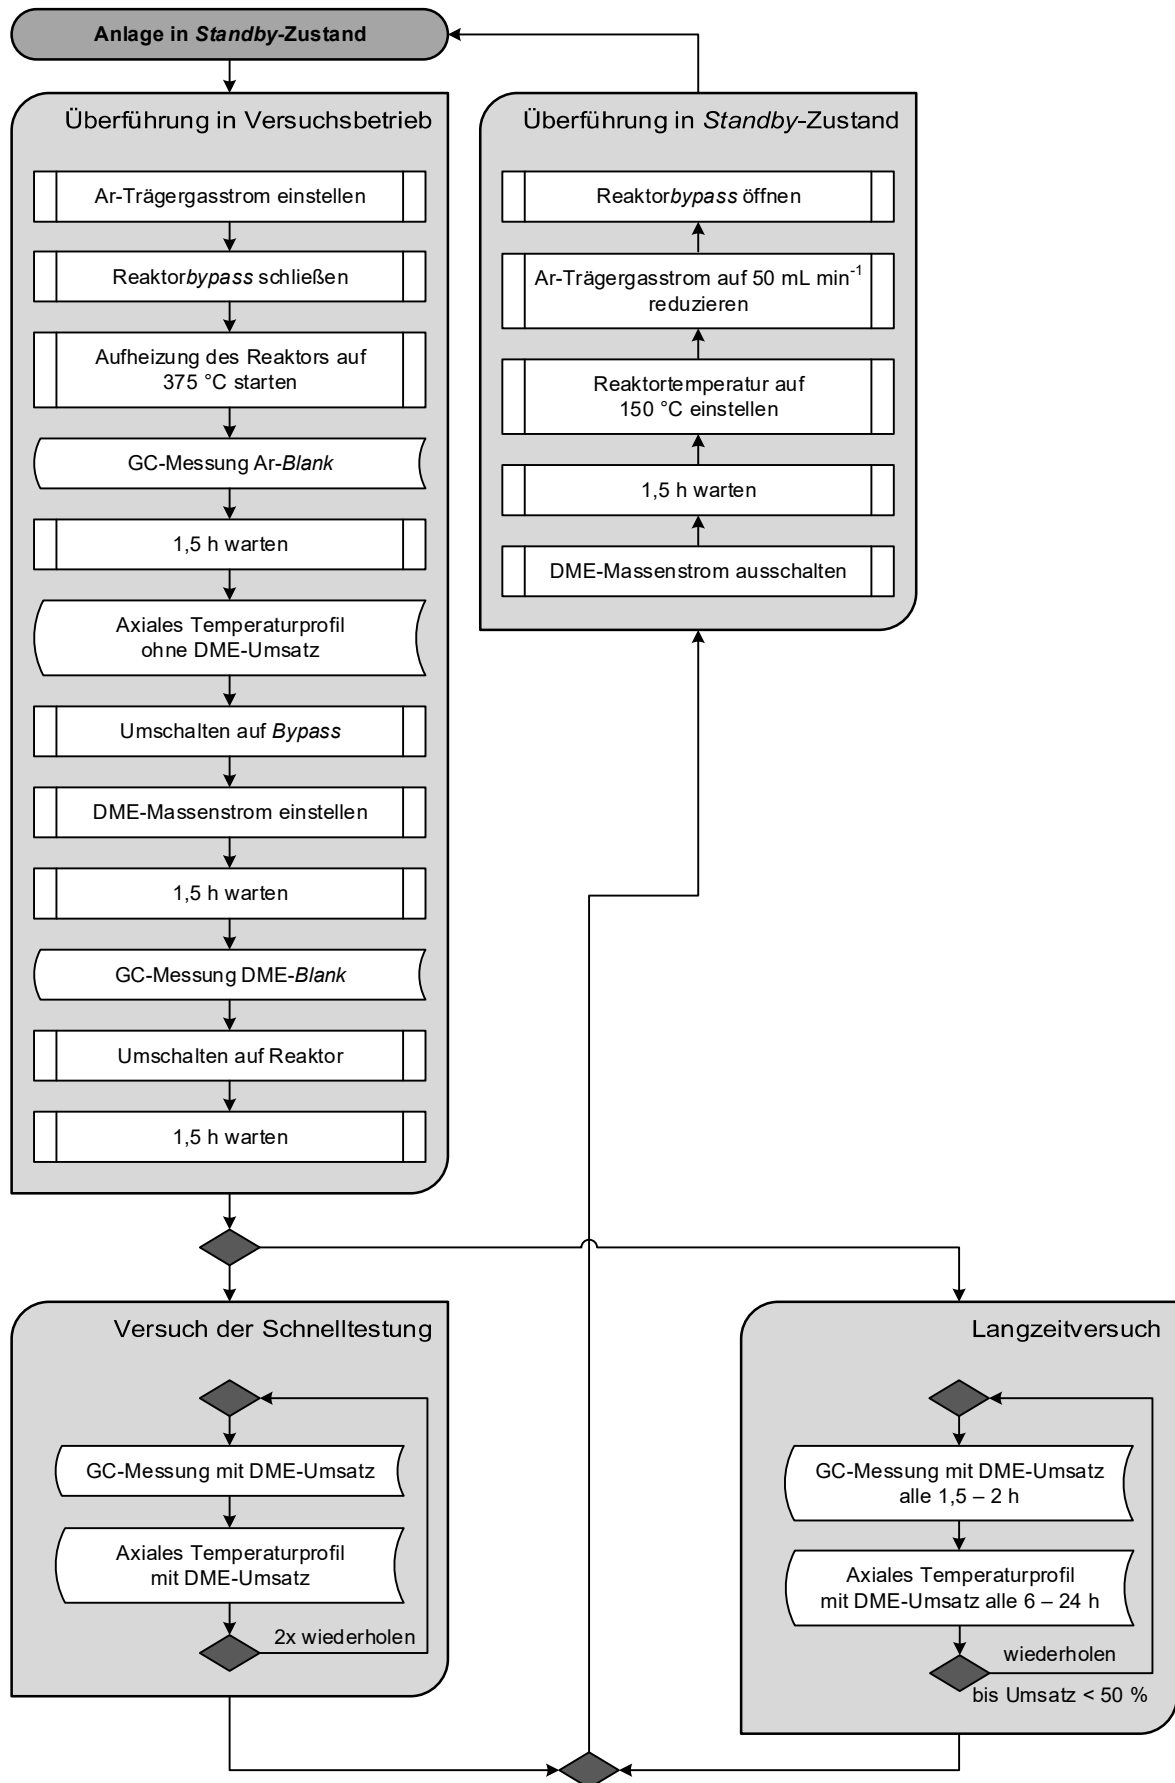 Anlage in Standby-Zustand
Überführung in Versuchsbetrieb
Ar-Trägergasstrom einstellen
Reaktorbypass schließen
Aufheizung des Reaktors auf
375 °C starten
GC-Messung Ar-Blank
1,5 h warten
Axiales Temperaturprofil
ohne DME-Umsatz
Umschalten auf Bypass
DME-Massenstrom einstellen
1,5 h warten
GC-Messung DME-Blank
Umschalten auf Reaktor
1,5 h warten
Überführung in Standby-Zustand
Reaktorbypass öffnen
Ar-Trägergasstrom auf 50 mL min⁻¹
reduzieren
Reaktortemperatur auf
150 °C einstellen
1,5 h warten
DME-Massenstrom ausschalten
Versuch der Schnelltestung
GC-Messung mit DME-Umsatz
Axiales Temperaturprofil
mit DME-Umsatz
2x wiederholen
Langzeitversuch
GC-Messung mit DME-Umsatz
alle 1,5 – 2 h
Axiales Temperaturprofil
mit DME-Umsatz alle 6 – 24 h
wiederholen
bis Umsatz < 50 %